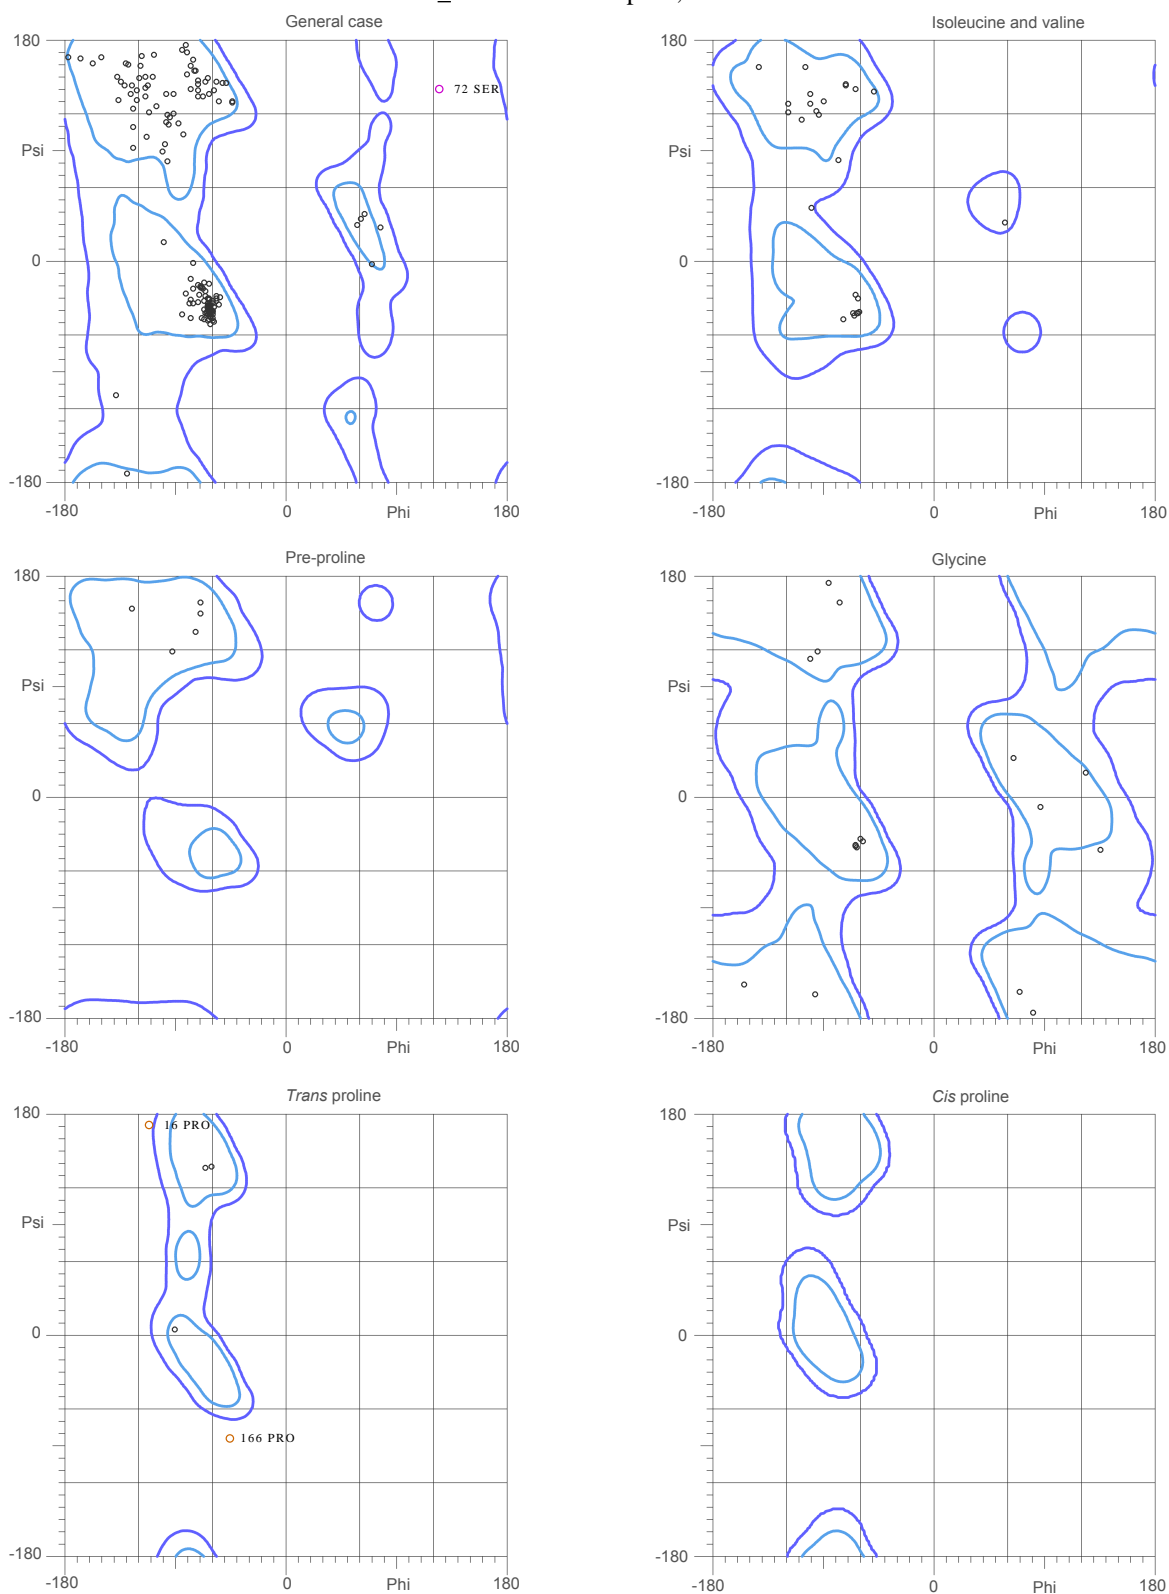 General case
Isoleucine and valine
180
72 SER
Psi
0
-180
-180
0
Phi
180
180
Psi
0
-180
-180
0
Phi
180
Pre-proline
Glycine
180
Psi
0
-180
-180
0
Phi
180
180
Psi
0
-180
-180
0
Phi
180
Trans proline
Cis proline
180
16 PRO
Psi
0
166 PRO
-180
-180
0
Phi
180
180
Psi
0
-180
-180
0
Phi
180